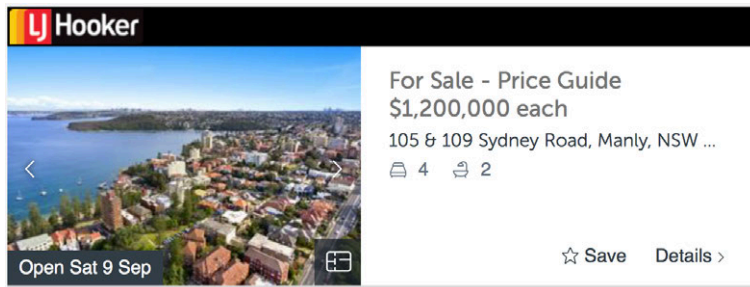 LJ Hooker
For Sale - Price Guide
$1,200,000 each
105 & 109 Sydney Road, Manly, NSW ...
4 2
Open Sat 9 Sep
Save Details